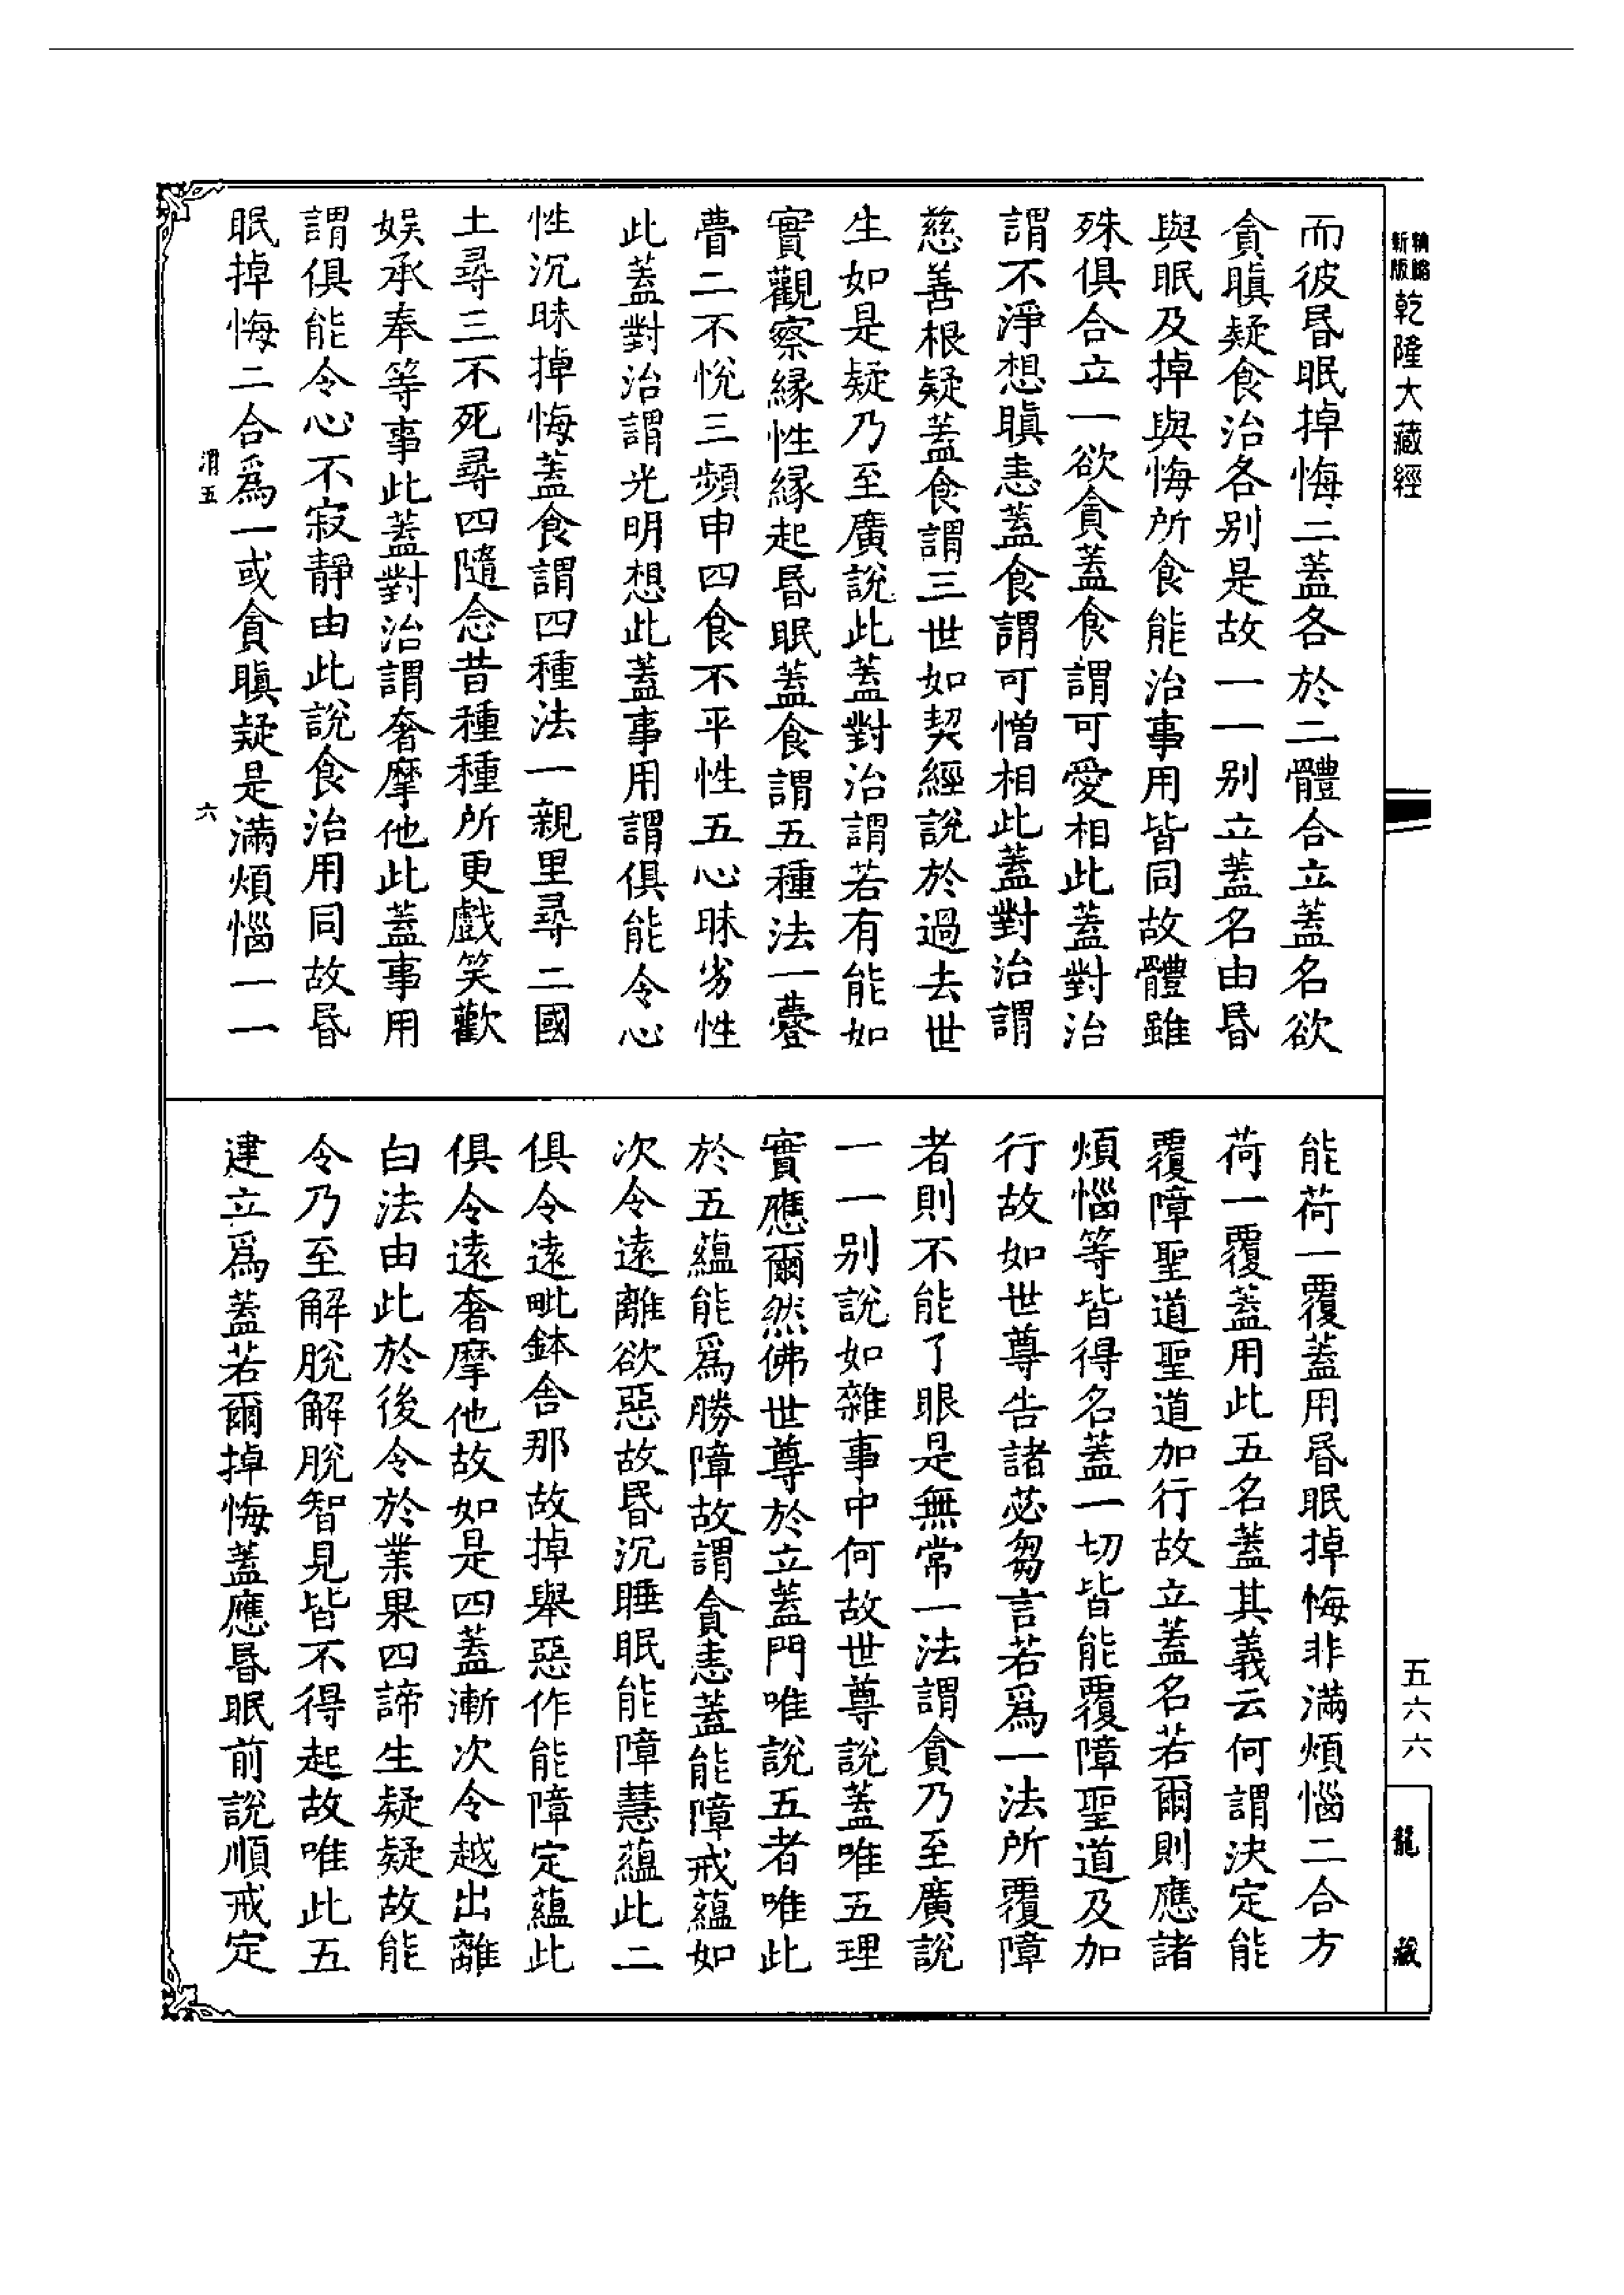 精縮新版乾隆大藏經
而彼昬眠掉悔二蓋各於二體合立蓋名欲
貪瞋疑食治各別是故一一別立蓋名由昬
與眠及掉與悔所食能治事用皆同故體雖
殊俱合立一欲貪蓋食謂可愛相此蓋對治
謂不淨想瞋恚蓋食謂可憎相此蓋對治謂
慈善根疑蓋食謂三世如契經說於過去世
生如是疑乃至廣說此蓋對治謂若有能如
實觀察緣性緣起昬眠蓋食謂五種法一㿔
瞢二不悅三頻申四食不平性五心昧劣性
此蓋對治謂光明想此蓋事用謂俱能令心
性沉昧掉悔蓋食謂四種法一親里尋二國
土尋三不死尋四隨念昔種種所更戲笑歡
娛承奉等事此蓋對治謂奢摩他此蓋事用
謂俱能令心不寂靜由此說食治用同故昬
眠掉悔二合爲一或貪瞋疑是滿煩惱一一
渭五 六
能荷一覆蓋用昬眠掉悔非滿煩惱二合方
荷一覆蓋用此五名蓋其義云何謂決定能
覆障聖道聖道加行故立蓋名若爾則應諸
煩惱等皆得名蓋一切皆能覆障聖道及加
行故如世尊告諸苾芻言若爲一法所覆障
者則不能了眼是無常一法謂貪乃至廣說
一一別說如雜事中何故世尊說蓋唯五理
實應爾然佛世尊於立蓋門唯說五者唯此
於五蘊能爲勝障故謂貪恚蓋能障戒蘊如
次令遠離欲惡故昬沉睡眠能障慧蘊此二
俱令遠毗鉢舍那故掉舉惡作能障定蘊此
俱令遠奢摩他故如是四蓋漸次令越出離
白法由此於後令於業果四諦生疑疑故能
令乃至解脫解脫智見皆不得起故唯此五
建立爲蓋若爾掉悔蓋應昬眠前說順戒定
五六六
龍藏